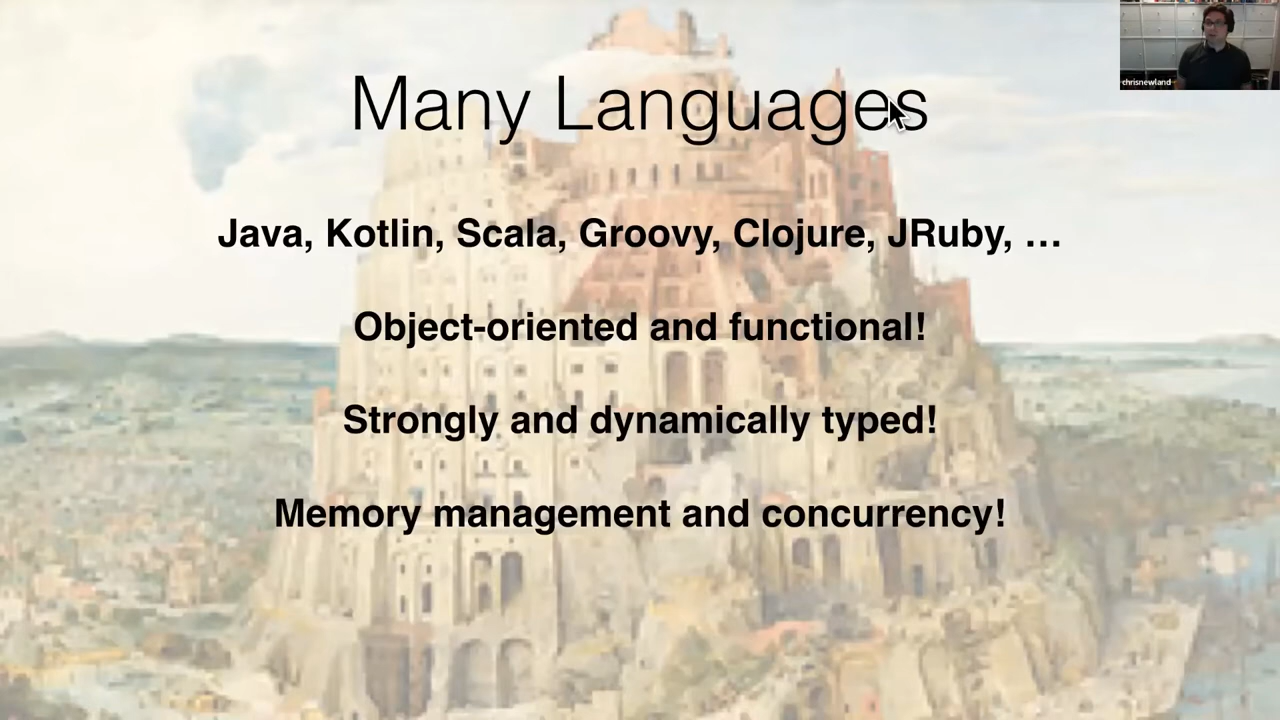 Many Languages
chrisnewland
Java, Kotlin, Scala, Groovy, Clojure, JRuby, …
Object-oriented and functional!
Strongly and dynamically typed!
Memory management and concurrency!